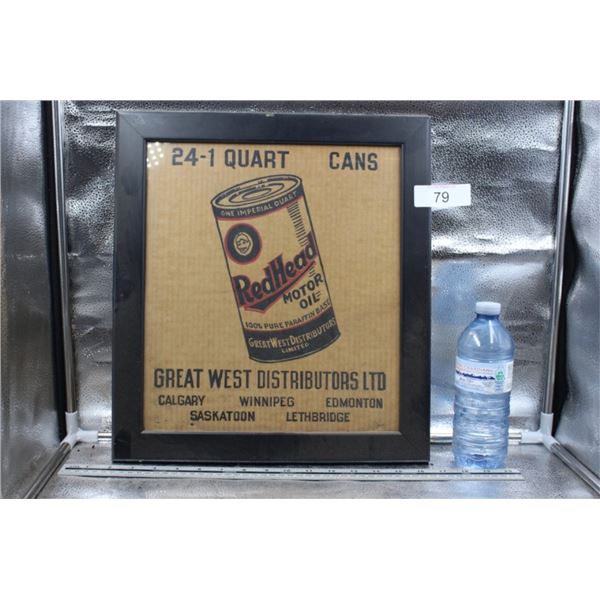 24-1 QUART CANS
ONE IMPERIAL QUART
RedHead
MOTOR
OIL
100% PURE PARAFFIN BASE
GREAT WEST DISTRIBUTORS
LIMITED
GREAT WEST DISTRIBUTORS LTD
CALGARY WINNIPEG EDMONTON
SASKATOON LETHBRIDGE
79